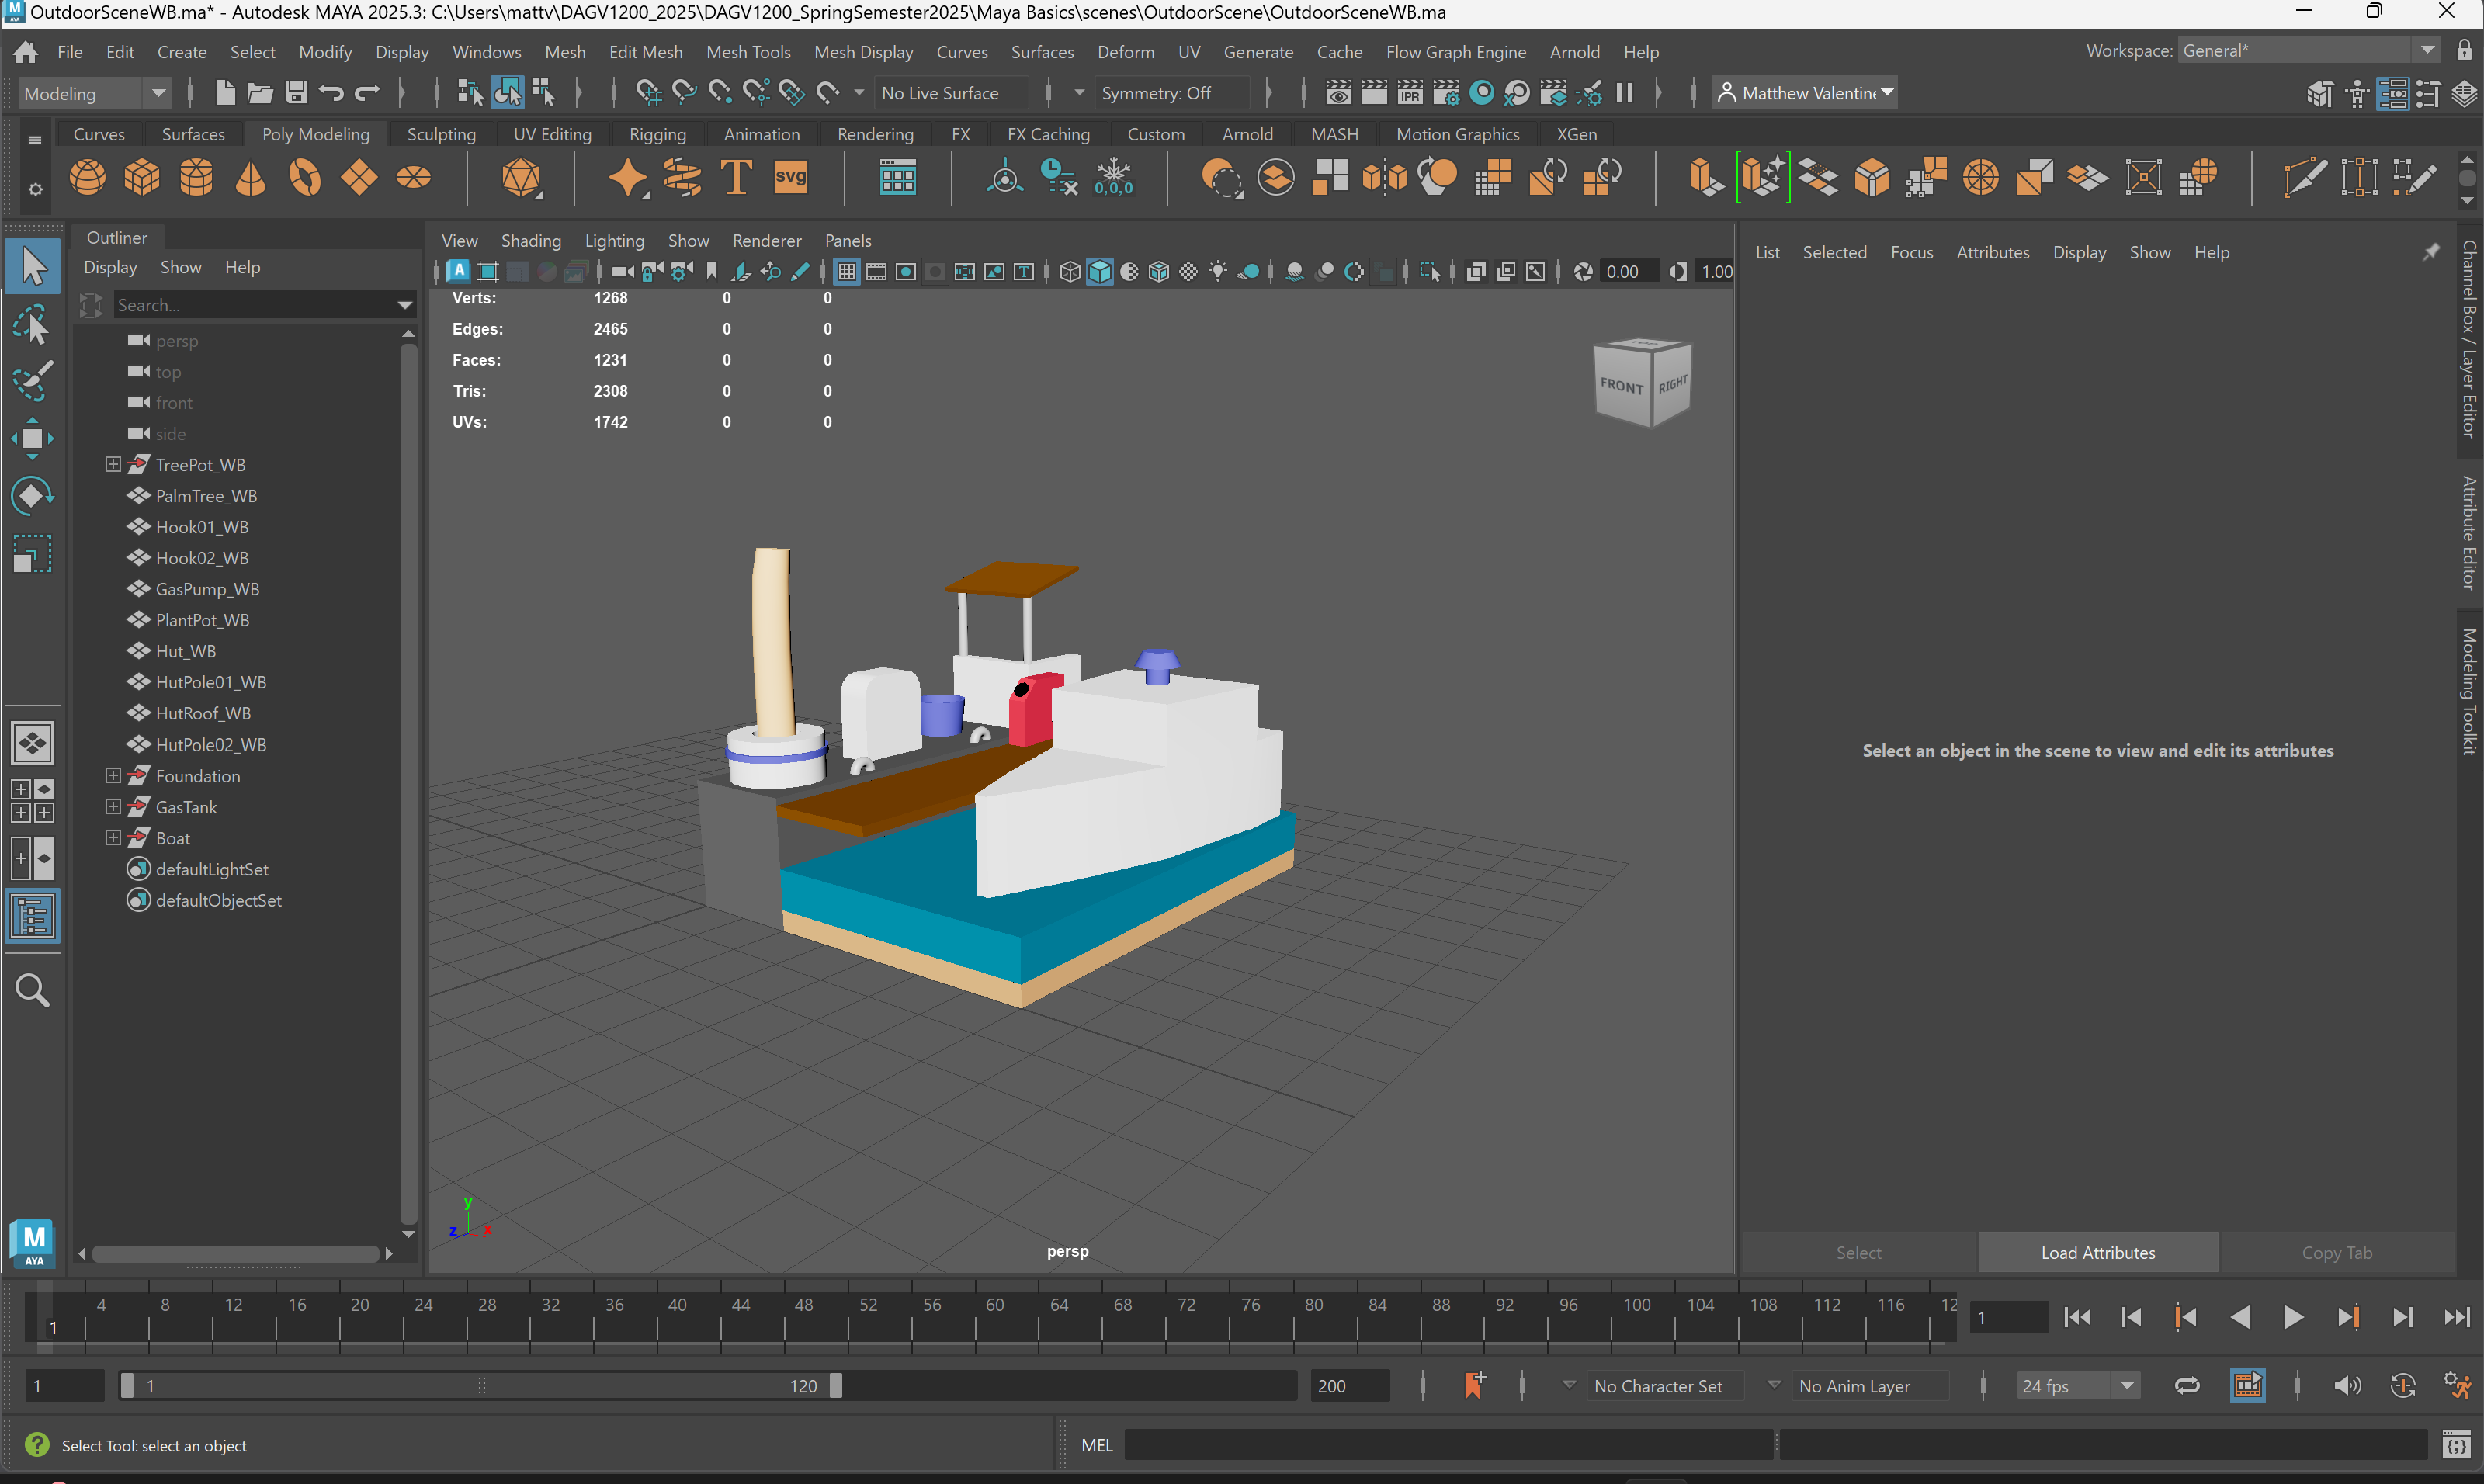 OutdoorSceneWB.ma* - Autodesk MAYA 2025.3: C:\Users\mattv\DAGV1200_2025\DAGV1200_SpringSemester2025\Maya Basics\scenes\OutdoorScene\OutdoorSceneWB.ma
File Edit Create Select Modify Display Windows Mesh Edit Mesh Mesh Tools Mesh Display Curves Surfaces Deform UV Generate Cache Flow Graph Engine Arnold Help
Workspace: General*
Modeling
No Live Surface
Symmetry: Off
IPR
Matthew Valentin
Curves Surfaces Poly Modeling Sculpting UV Editing Rigging Animation Rendering FX FX Caching Custom Arnold MASH Motion Graphics XGen
T
svg
0,0,0
Outliner
Display Show Help
Search...
persp
top
front
side
TreePot_WB
PalmTree_WB
Hook01_WB
Hook02_WB
GasPump_WB
PlantPot_WB
Hut_WB
HutPole01_WB
HutRoof_WB
HutPole02_WB
Foundation
GasTank
Boat
defaultLightSet
defaultObjectSet
M
AYA
View Shading Lighting Show Renderer Panels
0.00
1.00
Verts: 1268 0 0
Edges: 2465 0 0
Faces: 1231 0 0
Tris: 2308 0 0
UVs: 1742 0 0
TOP
FRONT
RIGHT
y
z
x
persp
List Selected Focus Attributes Display Show Help
Select an object in the scene to view and edit its attributes
Select
Load Attributes
Copy Tab
Channel Box / Layer Editor
Attribute Editor
Modeling Toolkit
4 8 12 16 20 24 28 32 36 40 44 48 52 56 60 64 68 72 76 80 84 88 92 96 100 104 108 112 116 12
1
1
1
1
120
200
No Character Set
No Anim Layer
24 fps
Select Tool: select an object
MEL